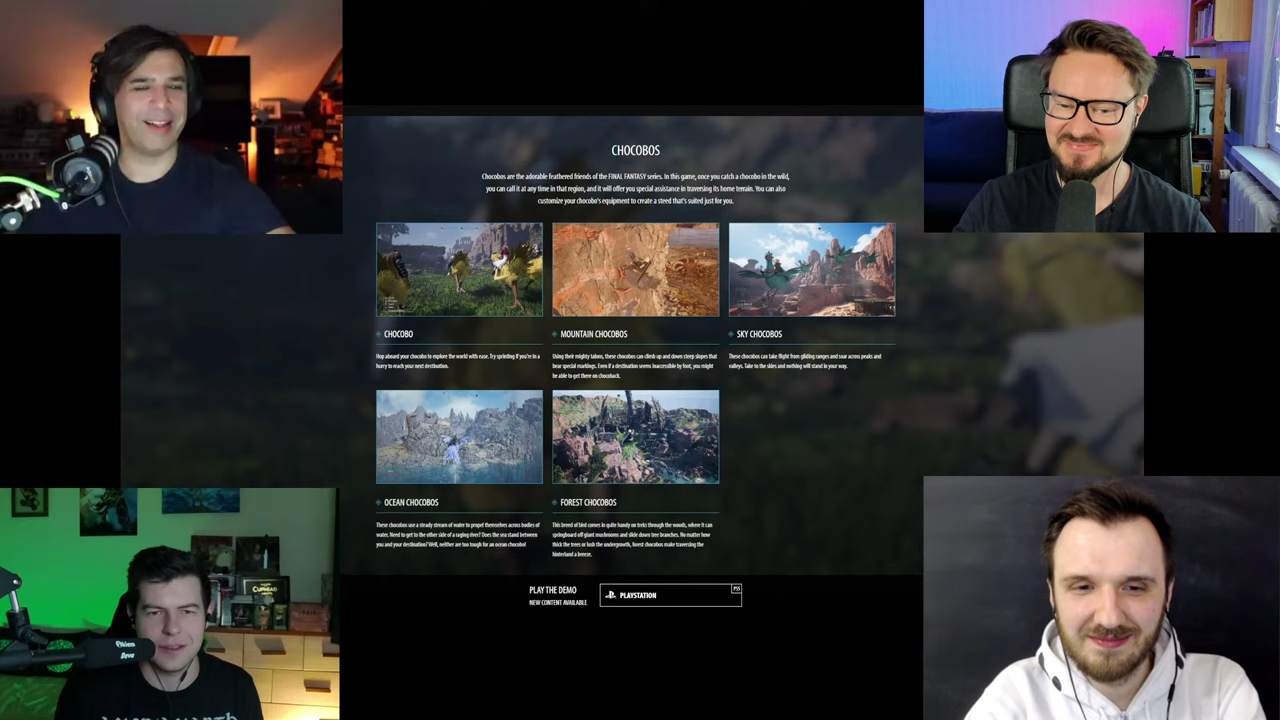 CHOCOBOS
Chocobos are the adorable feathered friends of the FINAL FANTASY series. In this game, once you catch a chocobo in the wild,
you can call it at any time in that region, and it will offer you special assistance in traversing its home terrain. You can also
customize your chocobo's equipment to create a steed that's suited just for you.
CHOCOBO
Hop aboard your chocobo to explore the world with ease. Try sprinting if you're in a
hurry to reach your next destination.
MOUNTAIN CHOCOBOS
Using their mighty talons, these chocobos can climb up and down steep slopes that
bear special markings. Even if a destination seems inaccessible by foot, you might
be able to get there on chocoback.
SKY CHOCOBOS
These chocobos can take flight from gliding ranges and soar across peaks and
valleys. Take to the skies and nothing will stand in your way.
OCEAN CHOCOBOS
These chocobos use a steady stream of water to propel themselves across bodies of
water. Need to get to the other side of a raging river? Does the sea stand between
you and your destination? Well, neither are too tough for an ocean chocobo!
FOREST CHOCOBOS
This breed of bird comes in quite handy on treks through the woods, where it can
springboard off giant mushrooms and slide down tree branches. No matter how
thick the trees or lush the undergrowth, forest chocobos make traversing the
hinterland a breeze.
PLAY THE DEMO
NEW CONTENT AVAILABLE
PLAYSTATION
PS5
CUPHEAD